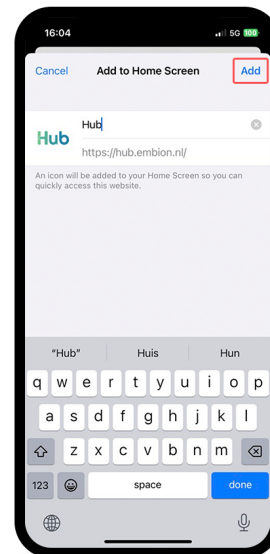 16:04
5G 100
Cancel Add to Home Screen Add
Hub
Hub
https://hub.embion.nl/
An icon will be added to your Home Screen so you can
quickly access this website.
“Hub” Huis Hun
q w e r t y u i o p
a s d f g h j k l
z x c v b n m
123 space done